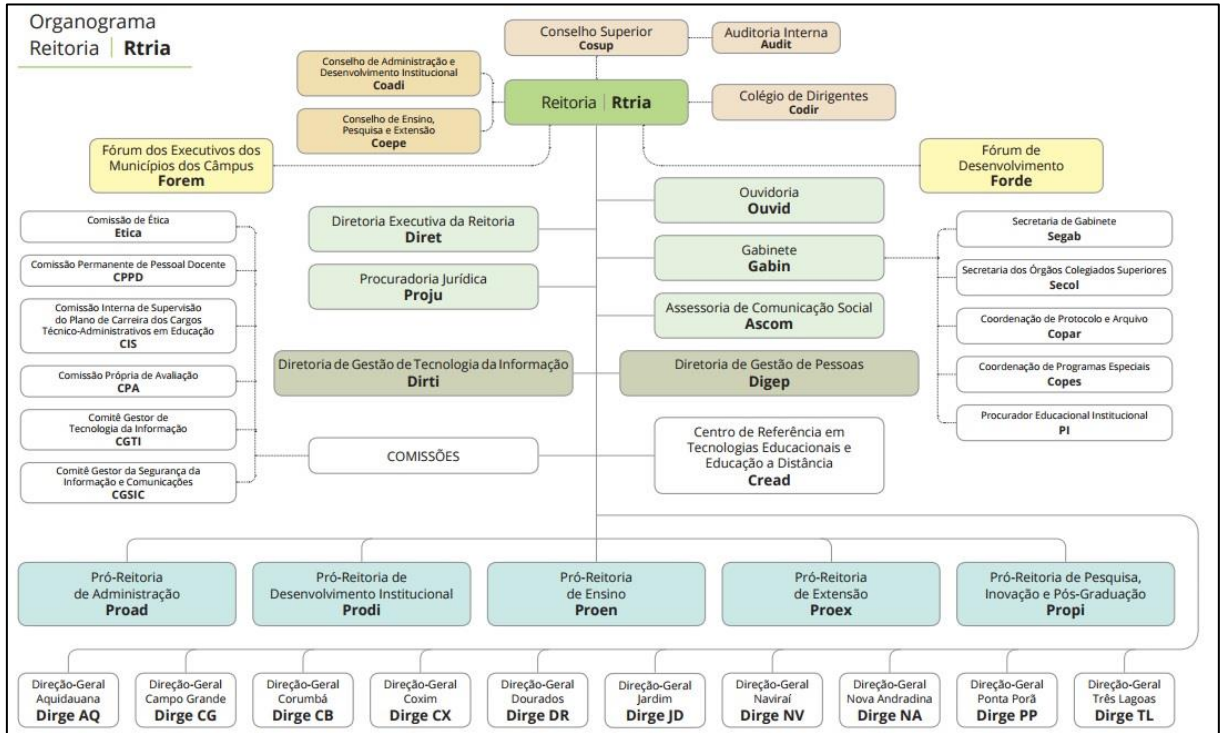 Organograma
Reitoria | Rtria
Conselho Superior
Cosup
Auditoria Interna
Audit
Conselho de Administração e
Desenvolvimento Institucional
Coadi
Reitoria | Rtria
Colégio de Dirigentes
Codir
Conselho de Ensino,
Pesquisa e Extensão
Coepe
Fórum dos Executivos dos
Municípios dos Câmpus
Forem
Fórum de
Desenvolvimento
Forde
Comissão de Ética
Etica
Comissão Permanente de Pessoal Docente
CPPD
Comissão Interna de Supervisão
do Plano de Carreira dos Cargos
Técnico-Administrativos em Educação
CIS
Comissão Própria de Avaliação
CPA
Comitê Gestor de
Tecnologia da Informação
CGTI
Comitê Gestor da Segurança da
Informação e Comunicações
CGSIC
Diretoria Executiva da Reitoria
Diret
Procuradoria Jurídica
Proju
Diretoria de Gestão de Tecnologia da Informação
Dirti
COMISSÕES
Ouvidoria
Ouvid
Gabinete
Gabin
Assessoria de Comunicação Social
Ascom
Diretoria de Gestão de Pessoas
Digep
Centro de Referência em
Tecnologias Educacionais e
Educação a Distância
Cread
Secretaria de Gabinete
Segab
Secretaria dos Órgãos Colegiados Superiores
Secol
Coordenação de Protocolo e Arquivo
Copar
Coordenação de Programas Especiais
Copes
Procurador Educacional Institucional
PI
Pró-Reitoria
de Administração
Proad
Pró-Reitoria de
Desenvolvimento Institucional
Prodi
Pró-Reitoria
de Ensino
Proen
Pró-Reitoria
de Extensão
Proex
Pró-Reitoria de Pesquisa,
Inovação e Pós-Graduação
Propi
Direção-Geral
Aquidauana
Dirge AQ
Direção-Geral
Campo Grande
Dirge CG
Direção-Geral
Corumbá
Dirge CB
Direção-Geral
Coxim
Dirge CX
Direção-Geral
Dourados
Dirge DR
Direção-Geral
Jardim
Dirge JD
Direção-Geral
Naviraí
Dirge NV
Direção-Geral
Nova Andradina
Dirge NA
Direção-Geral
Ponta Porã
Dirge PP
Direção-Geral
Três Lagoas
Dirge TL